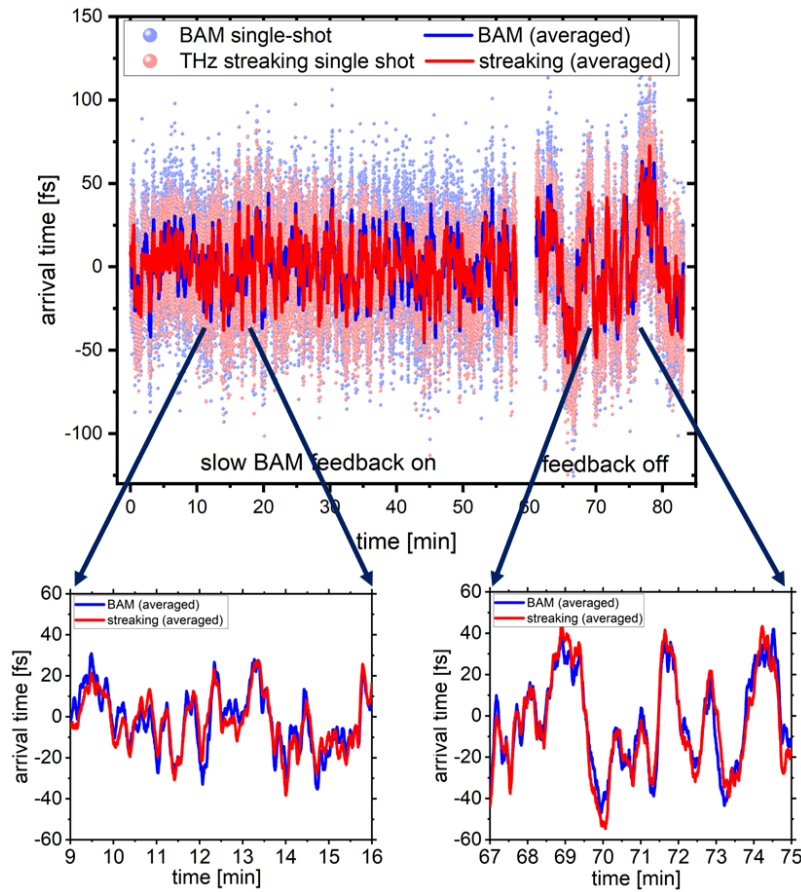 BAM single-shot
BAM (averaged)
THz streaking single shot
streaking (averaged)
150
100
50
0
-50
-100
arrival time [fs]
slow BAM feedback on
feedback off
0 10 20 30 40 50 60 70 80
time [min]
BAM (averaged)
streaking (averaged)
60
40
20
0
-20
-40
-60
arrival time [fs]
9 10 11 12 13 14 15 16
time [min]
BAM (averaged)
streaking (averaged)
60
40
20
0
-20
-40
-60
arrival time [fs]
67 68 69 70 71 72 73 74 75
time [min]